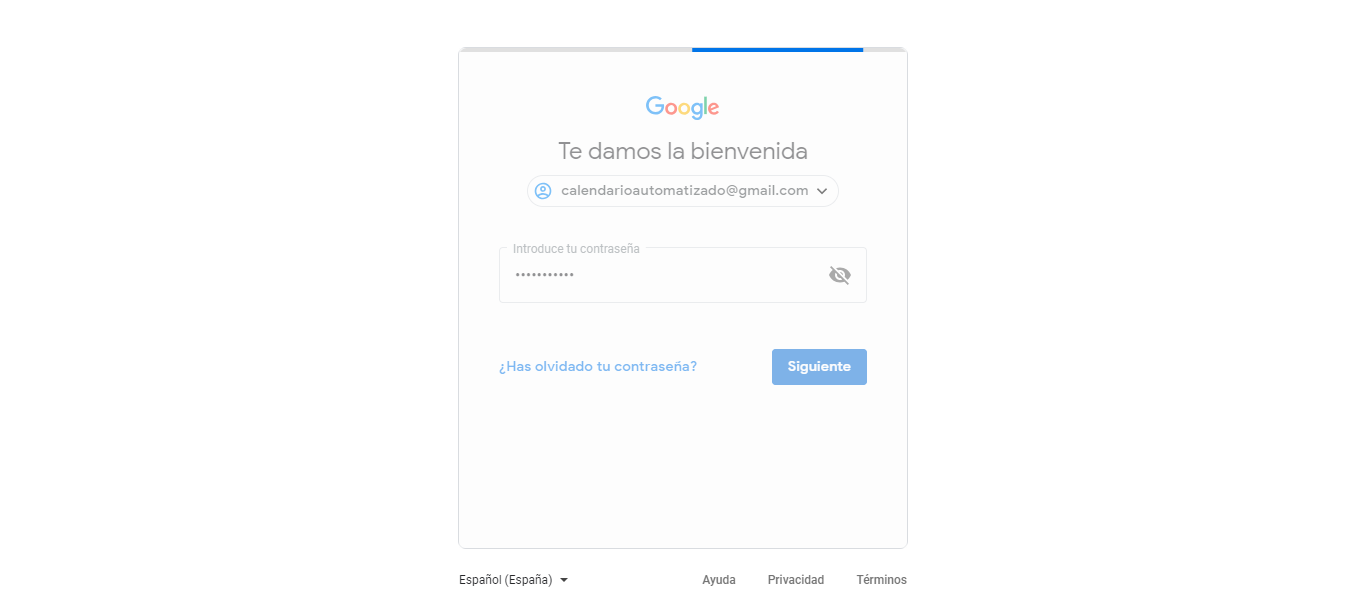 Google
Te damos la bienvenida
calendarioautomatizado@gmail.com
Introduce tu contraseña
•••••••••••
¿Has olvidado tu contraseña? Siguiente
Español (España) Ayuda Privacidad Términos